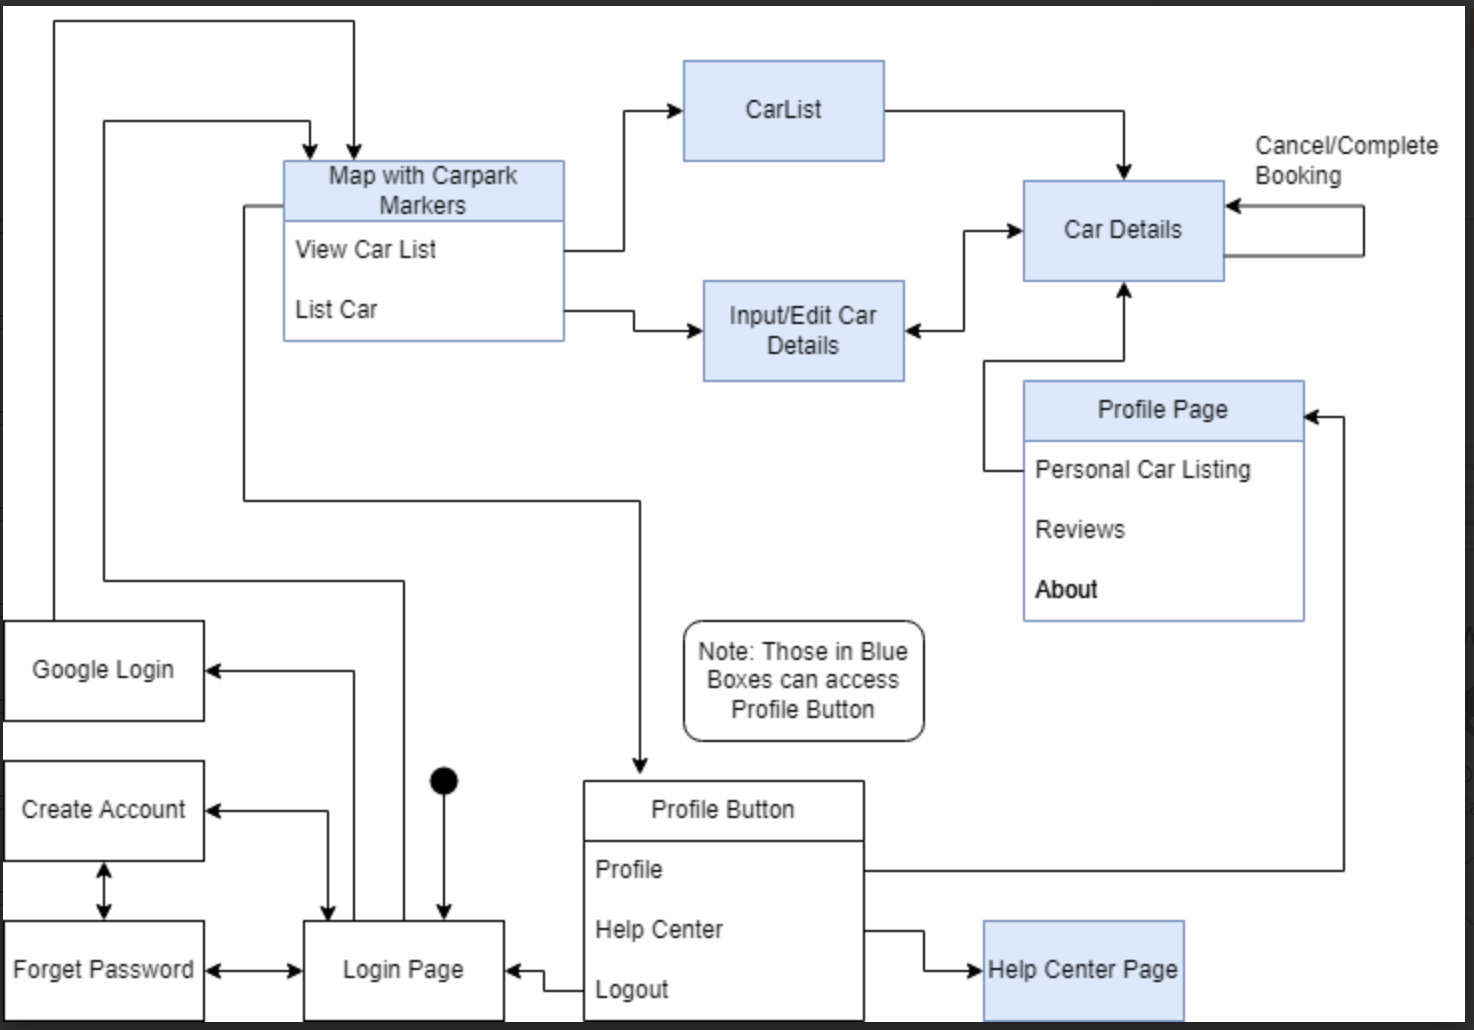 CarList
Cancel/Complete
Booking
Map with Carpark
Markers
View Car List
List Car
Car Details
Input/Edit Car
Details
Profile Page
Personal Car Listing
Reviews
About
Google Login
Note: Those in Blue
Boxes can access
Profile Button
Create Account
Profile Button
Profile
Help Center
Logout
Forget Password
Login Page
Help Center Page